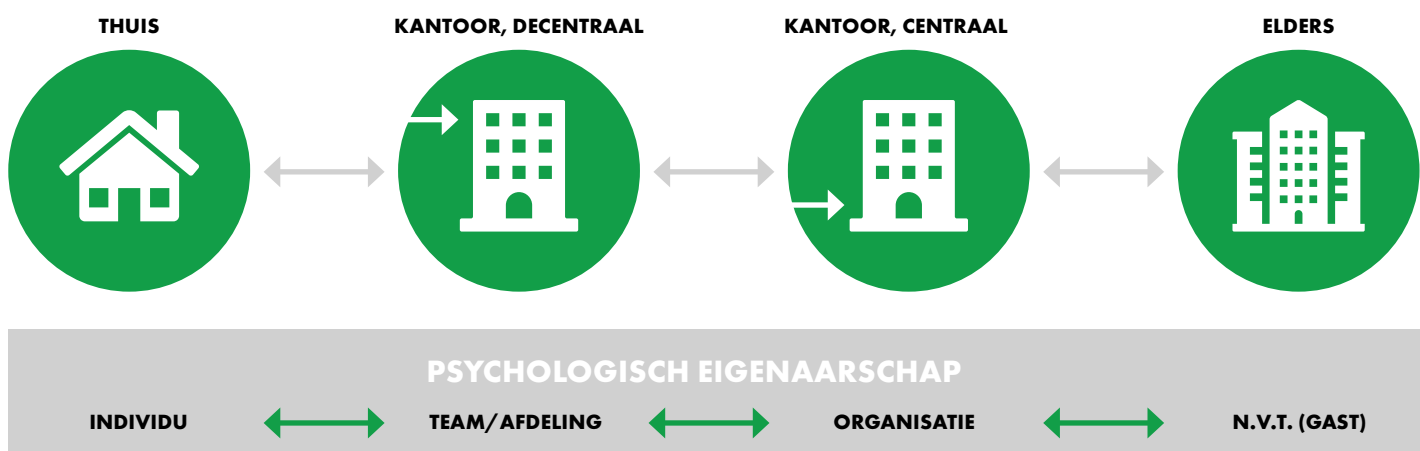 THUIS
KANTOOR, DECENTRAAL
KANTOOR, CENTRAAL
ELDERS
PSYCHOLOGISCH EIGENAARSCHAP
INDIVIDU
TEAM/AFDELING
ORGANISATIE
N.V.T. (GAST)